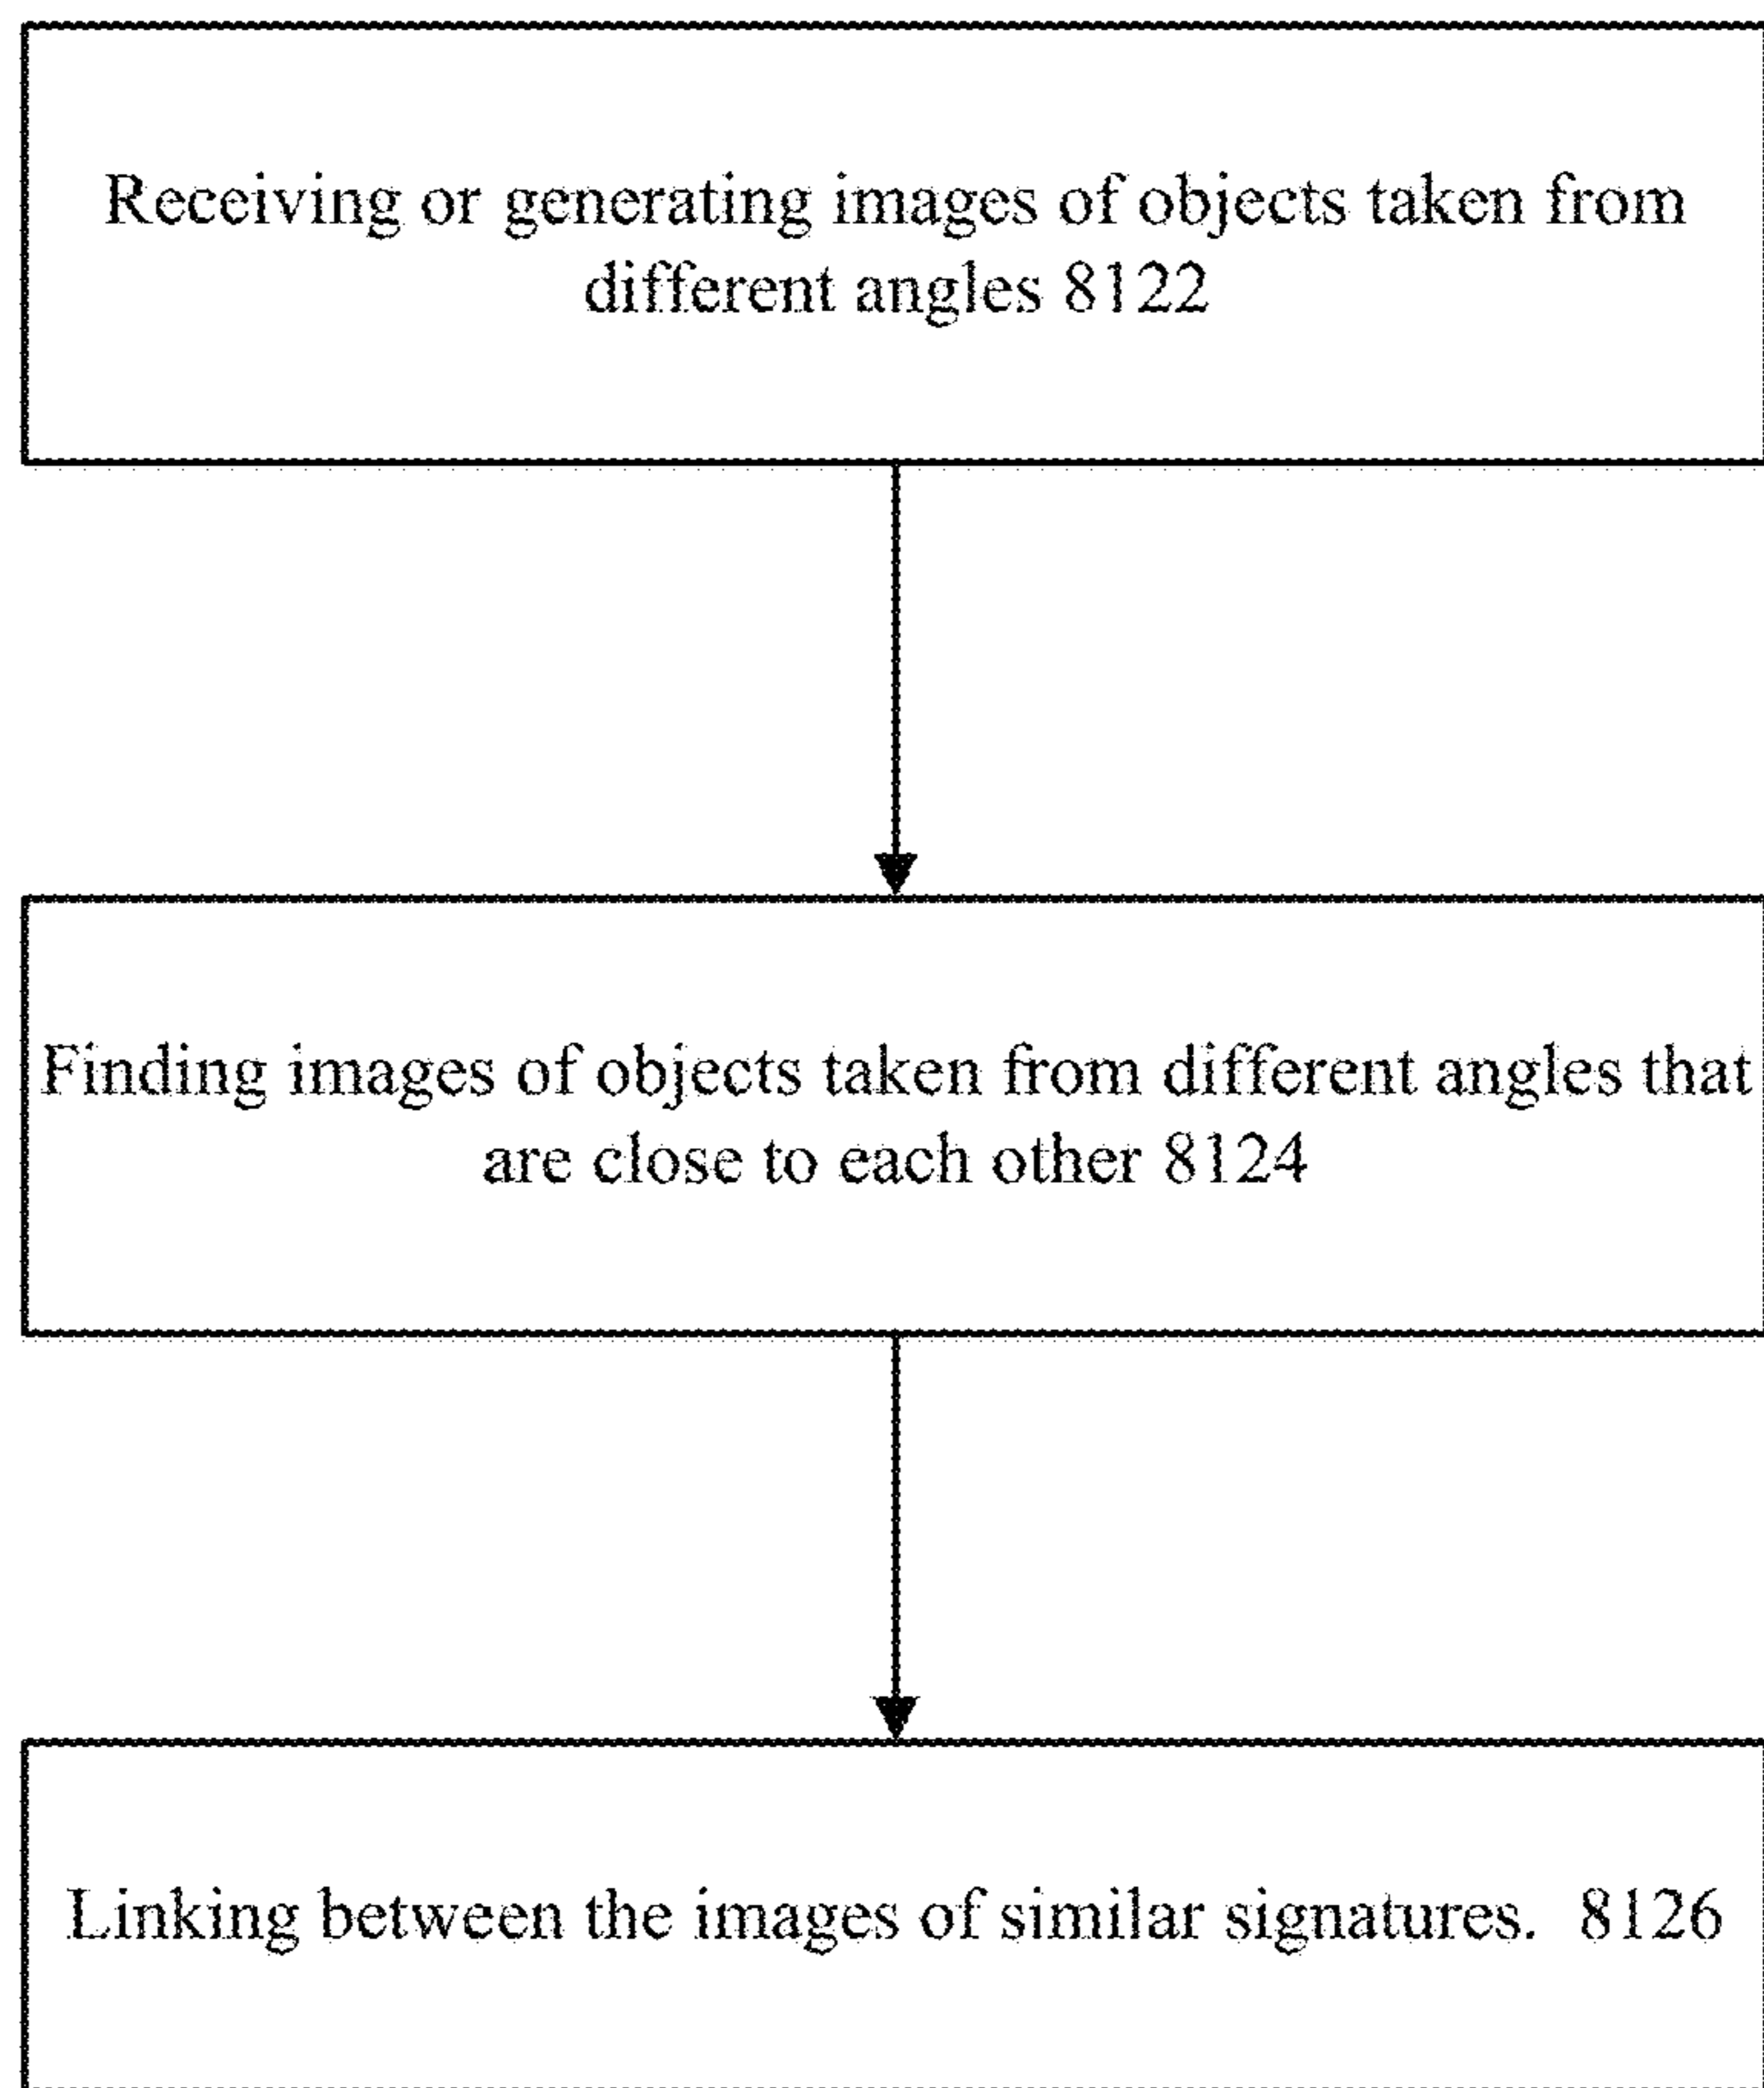 Receiving or generating images of objects taken from
different angles 8122
Finding images of objects taken from different angles that
are close to each other 8124
Linking between the images of similar signatures.  8126